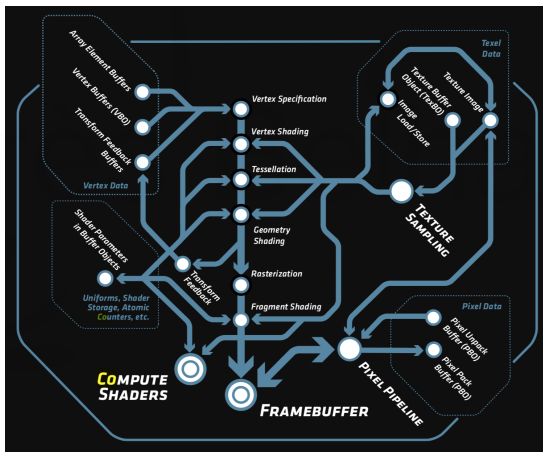 Array Element Buffers
Vertex Buffers (VBO)
Transform Feedback
Buffers
Vertex Data
Vertex Specification
Vertex Shading
Tessellation
Geometry
Shading
Rasterization
Fragment Shading
Transform
Feedback
Shader Parameters
in Buffer Objects
Uniforms, Shader
Storage, Atomic
Counters, etc.
Compute
Shaders
Framebuffer
Texel
Data
Texture Image
Texture Buffer
Object (TexBO)
Image
Load/Store
Texture
Sampling
Pixel Data
Pixel Unpack
Buffer (PBO)
Pixel Pack
Buffer (PBO)
Pixel Pipeline